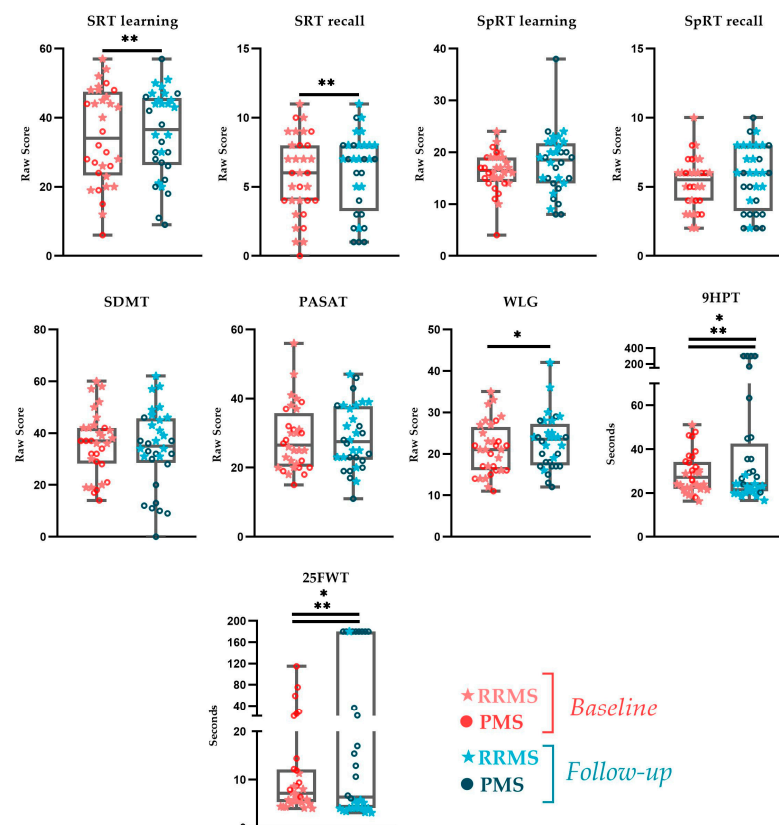 SRT learning
SRT recall
SpRT learning
SpRT recall
60
40
20
0
Raw Score
**
15
10
5
0
Raw Score
**
40
30
20
10
0
Raw Score
15
10
5
0
Raw Score
SDMT
PASAT
WLG
9HPT
80
60
40
20
0
Raw Score
60
40
20
0
Raw Score
50
40
30
20
10
0
Raw Score
*
400
200
60
40
20
0
Seconds
*
**
25FWT
*
**
200
160
120
80
40
20
10
Seconds
RRMS
PMS
Baseline
RRMS
PMS
Follow-up